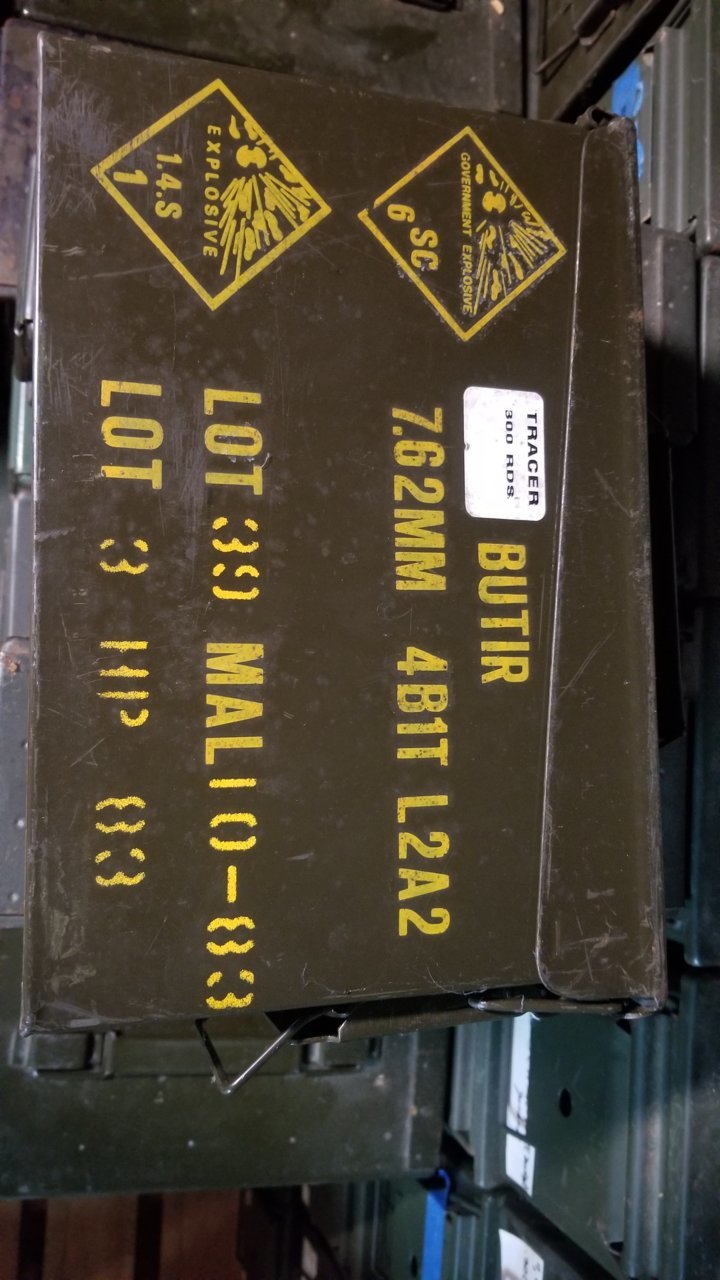 EXPLOSIVE
1.4.S
1
GOVERNMENT EXPLOSIVE
SC
6
TRACER
300 RDS.
BUTIR
7.62MM 4B1T L2A2
LOT 39 MAL 10-83
LOT 3 HP 83